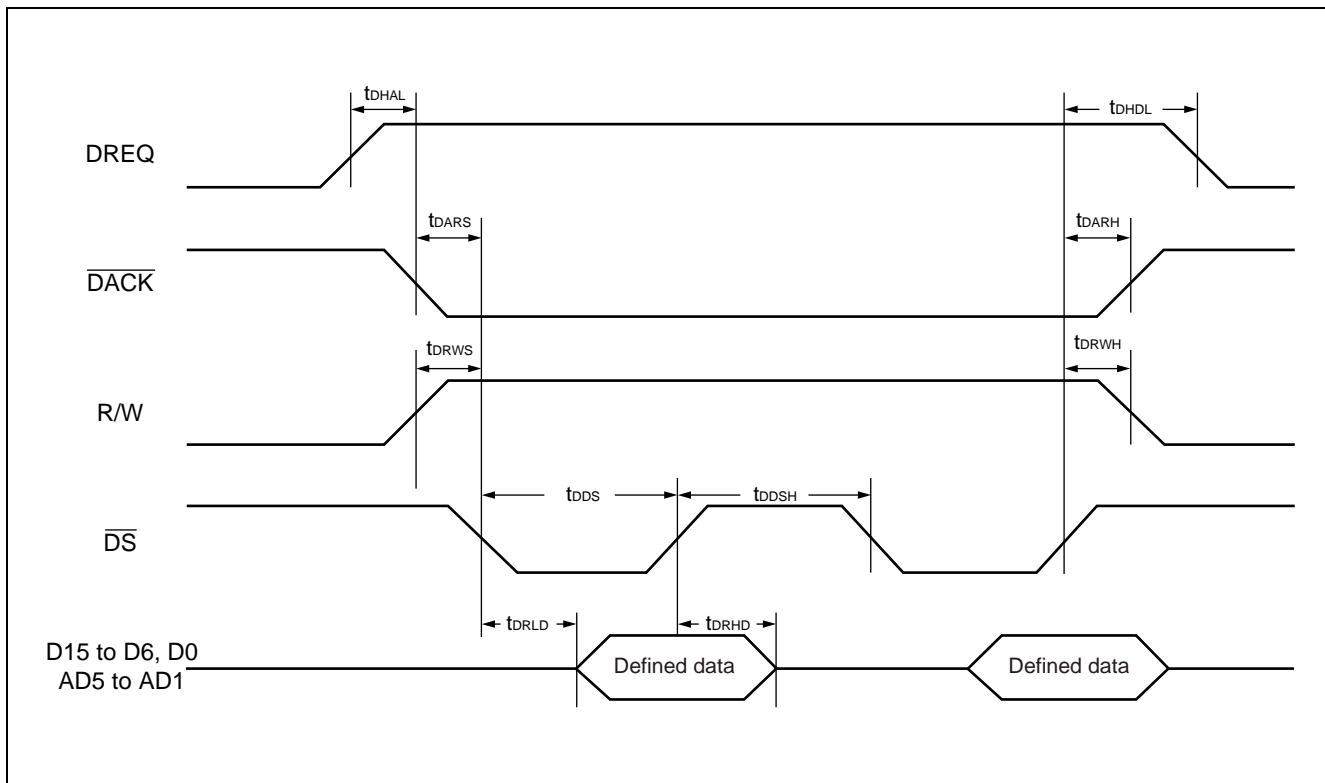 tDHAL
tDHDL
DREQ
tDARS
tDARH
DACK
tDRWS
tDRWH
R/W
tDDS
tDDSH
DS
tDRLD
tDRHD
D15 to D6, D0
AD5 to AD1
Defined data
Defined data